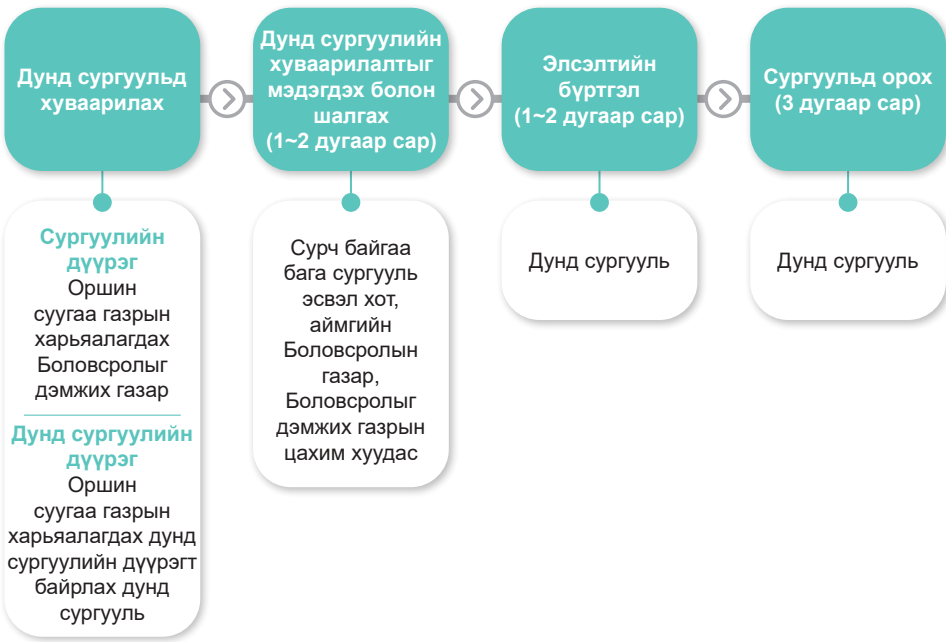 Дунд сургуульд
хуваарилах
Дунд сургуулийн
хуваарилалтыг
мэдэгдэх болон
шалгах
(1~2 дугаар сар)
Элсэлтийн
бүртгэл
(1~2 дугаар сар)
Сургуульд орох
(3 дугаар сар)
Сургуулийн
дүүрэг
Оршин
суугаа газрын
харьяалагдах
Боловсролыг
дэмжих газар
Дунд сургуулийн
дүүрэг
Оршин
суугаа газрын
харьяалагдах дунд
сургуулийн дүүрэгт
байрлах дунд
сургууль
Сурч байгаа
бага сургууль
эсвэл хот,
аймгийн
Боловсролын
газар,
Боловсролыг
дэмжих газрын
цахим хуудас
Дунд сургууль
Дунд сургууль